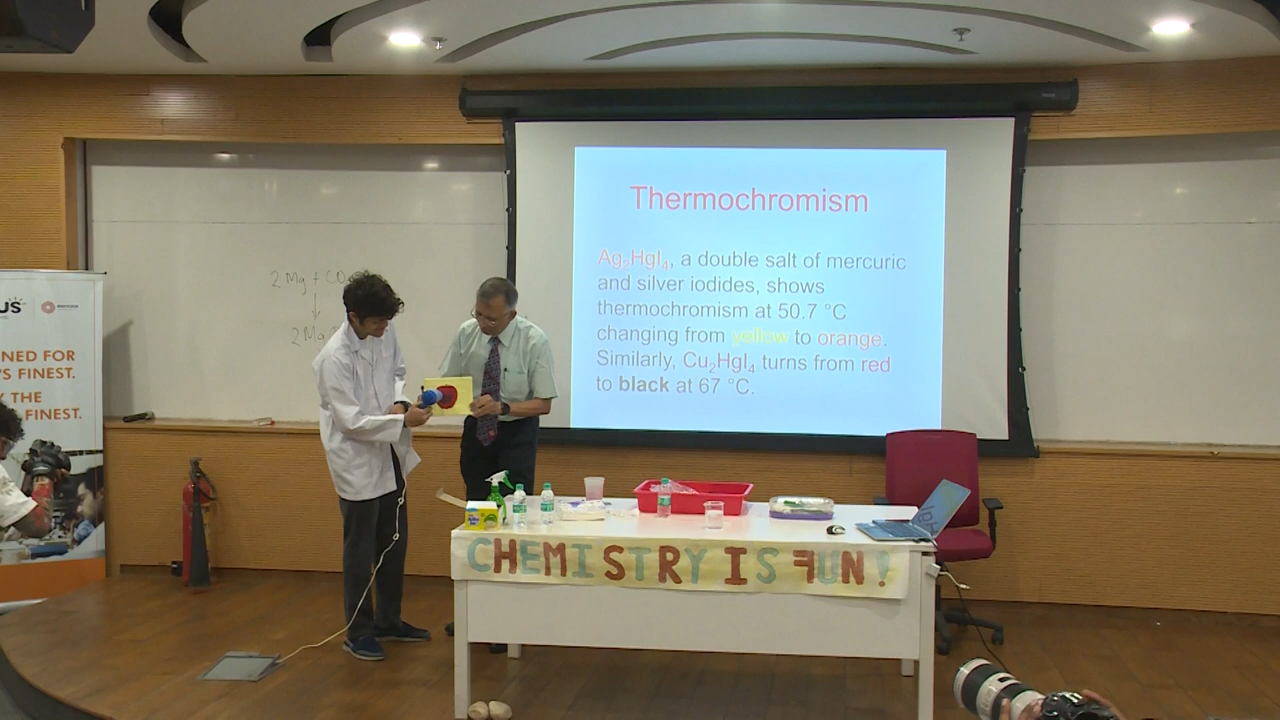 Thermochromism
Ag₂HgI₄, a double salt of mercuric
and silver iodides, shows
thermochromism at 50.7 °C
changing from yellow to orange.
Similarly, Cu₂HgI₄ turns from red
to black at 67 °C.
2 Mg + CO
2 Mg
US
NED FOR
'S FINEST.
THE
FINEST.
CHEMISTRY IS FUN!